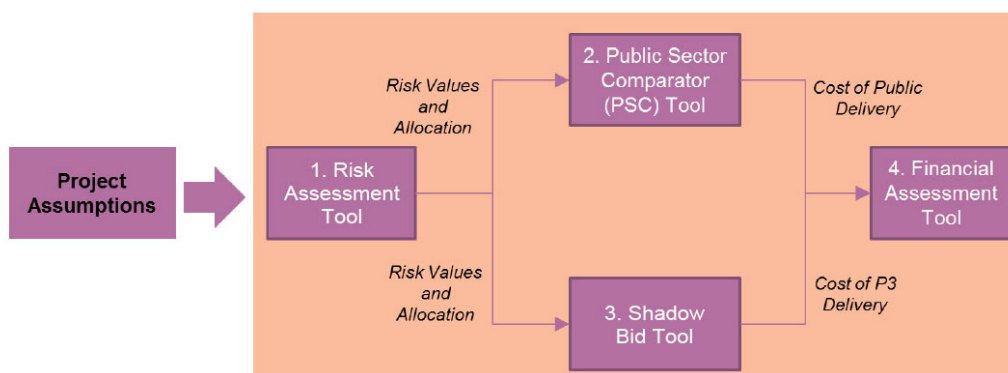 Project
Assumptions
1. Risk
Assessment
Tool
Risk Values
and
Allocation
2. Public Sector
Comparator
(PSC) Tool
Cost of Public
Delivery
Risk Values
and
Allocation
3. Shadow
Bid Tool
Cost of P3
Delivery
4. Financial
Assessment
Tool